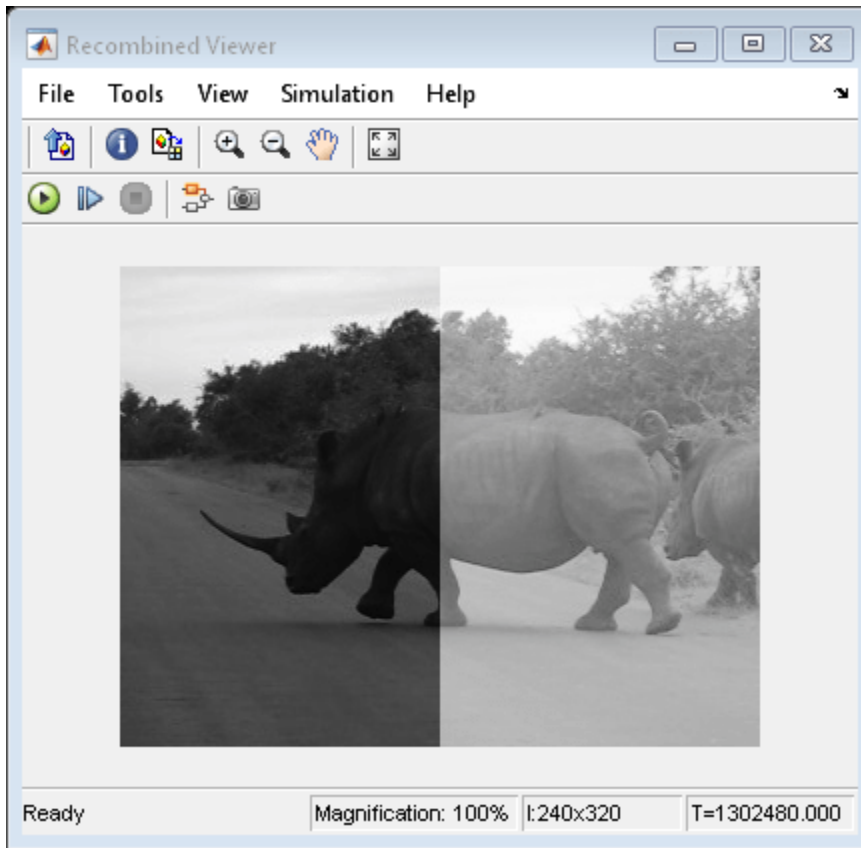 Recombined Viewer
File Tools View Simulation Help
Ready Magnification: 100% I:240x320 T=1302480.000